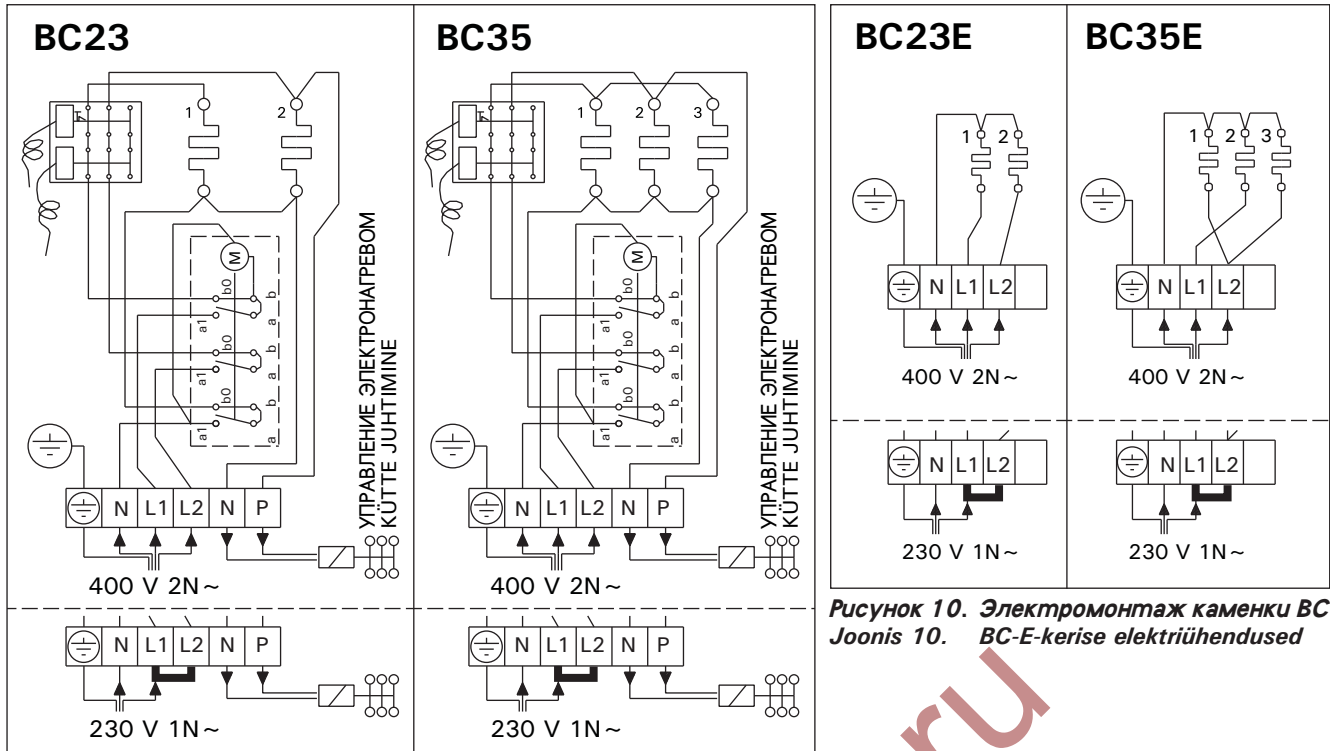 BC23
1
2
M
b0
b
a1
a
b0
b
a1
a
b0
b
a1
a
УПРАВЛЕНИЕ ЭЛЕКТРОНАГРЕВОМ
KÜTTE JUHTIMINE
N L1 L2 N P
400 V 2N~
N L1 L2 N P
230 V 1N~
BC35
1
2
3
M
b0
b
a1
a
b0
b
a1
a
b0
b
a1
a
УПРАВЛЕНИЕ ЭЛЕКТРОНАГРЕВОМ
KÜTTE JUHTIMINE
N L1 L2 N P
400 V 2N~
N L1 L2 N P
230 V 1N~
BC23E
1 2
N L1 L2
400 V 2N~
N L1 L2
230 V 1N~
BC35E
1 2 3
N L1 L2
400 V 2N~
N L1 L2
230 V 1N~
Рисунок 10. Электромонтаж каменки BC
Joonis 10. BC-E-kerise elektriühendused
ru